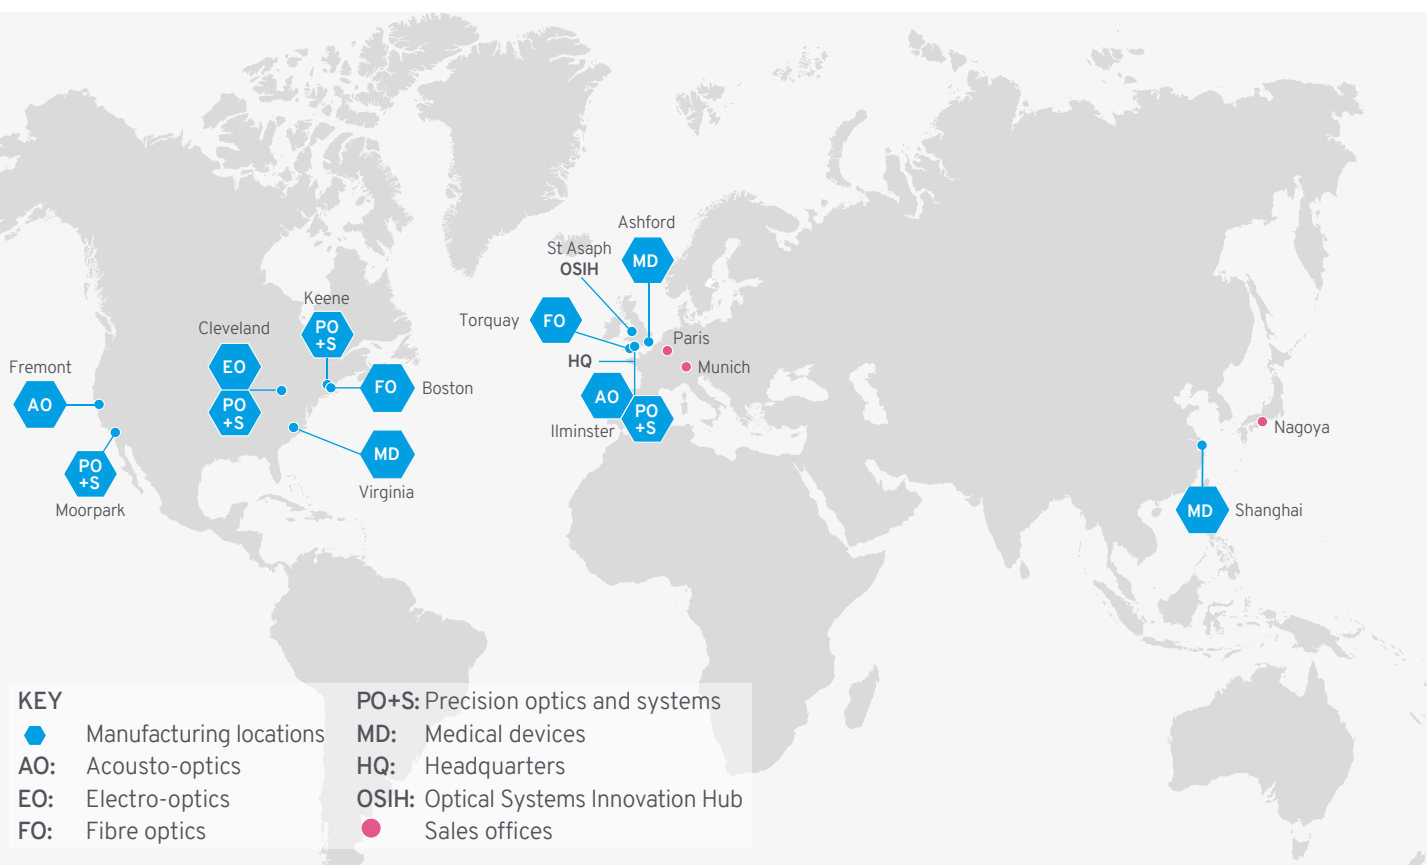 Ashford
MD
St Asaph
OSIH
Keene
PO
+S
Torquay
FO
Cleveland
EO
PO
+S
Paris
HQ
Munich
Fremont
AO
FO
Boston
AO
PO
+S
Ilminster
Nagoya
MD
Virginia
PO
+S
Moorpark
MD
Shanghai
KEY
Manufacturing locations
AO: Acousto-optics
EO: Electro-optics
FO: Fibre optics
PO+S: Precision optics and systems
MD: Medical devices
HQ: Headquarters
OSIH: Optical Systems Innovation Hub
Sales offices